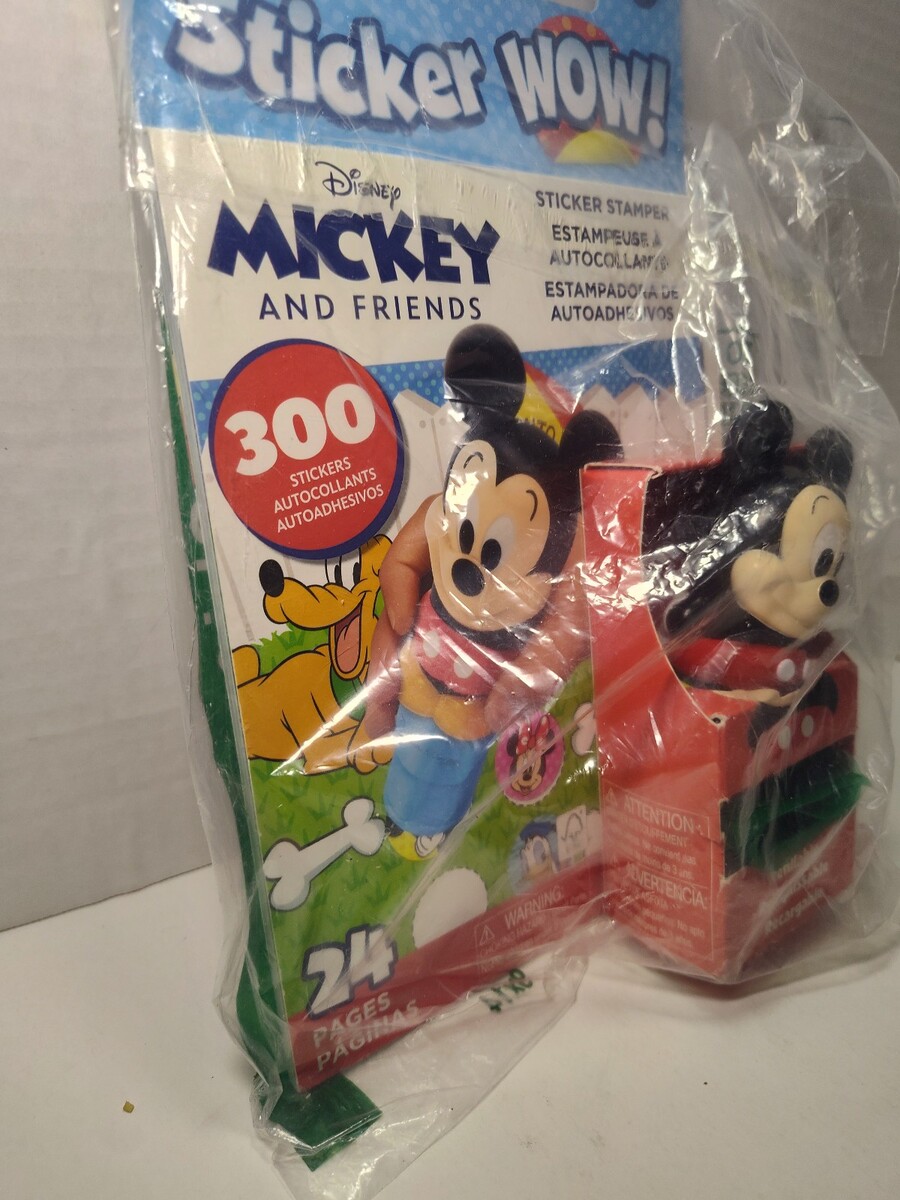 Sticker WOW!
Disney
MICKEY
AND FRIENDS
STICKER STAMPER
ESTAMPEUSE À
AUTOCOLLANTS
ESTAMPADORA DE
AUTOADHESIVOS
300
STICKERS
AUTOCOLLANTS
AUTOADHESIVOS
24
PAGES
PÁGINAS
WARNING:
8X14
ATTENTION
ADVERTENCIA: